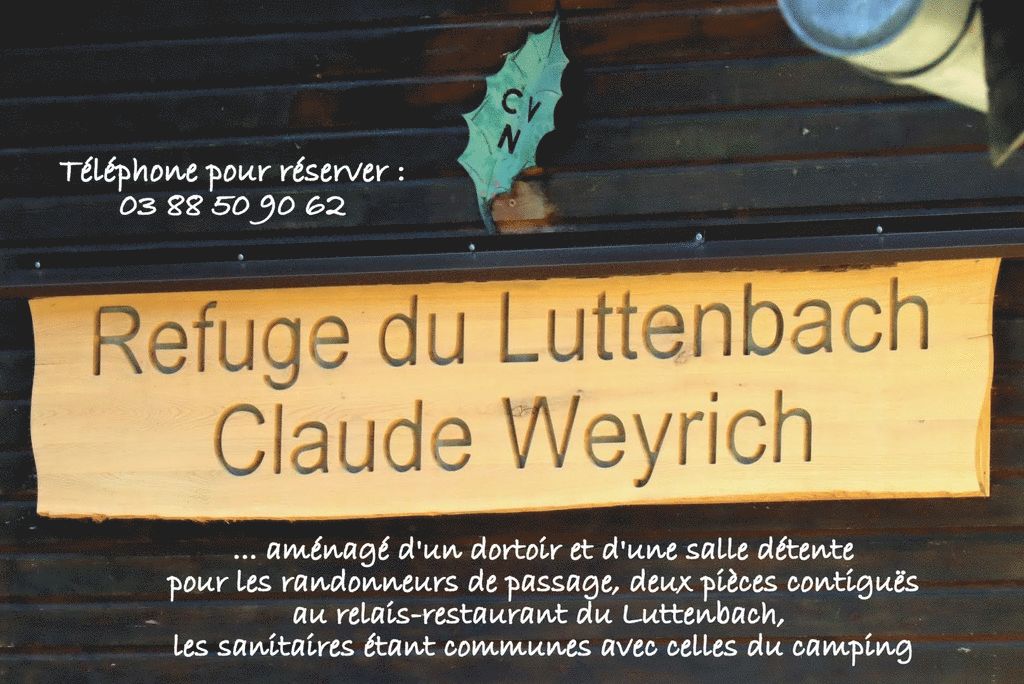 CV
N
Téléphone pour réserver :
03 88 50 90 62
Refuge du Luttenbach
Claude Weyrich
... aménagé d'un dortoir et d'une salle détente
pour les randonneurs de passage, deux pièces contiguës
au relais-restaurant du Luttenbach,
les sanitaires étant communes avec celles du camping